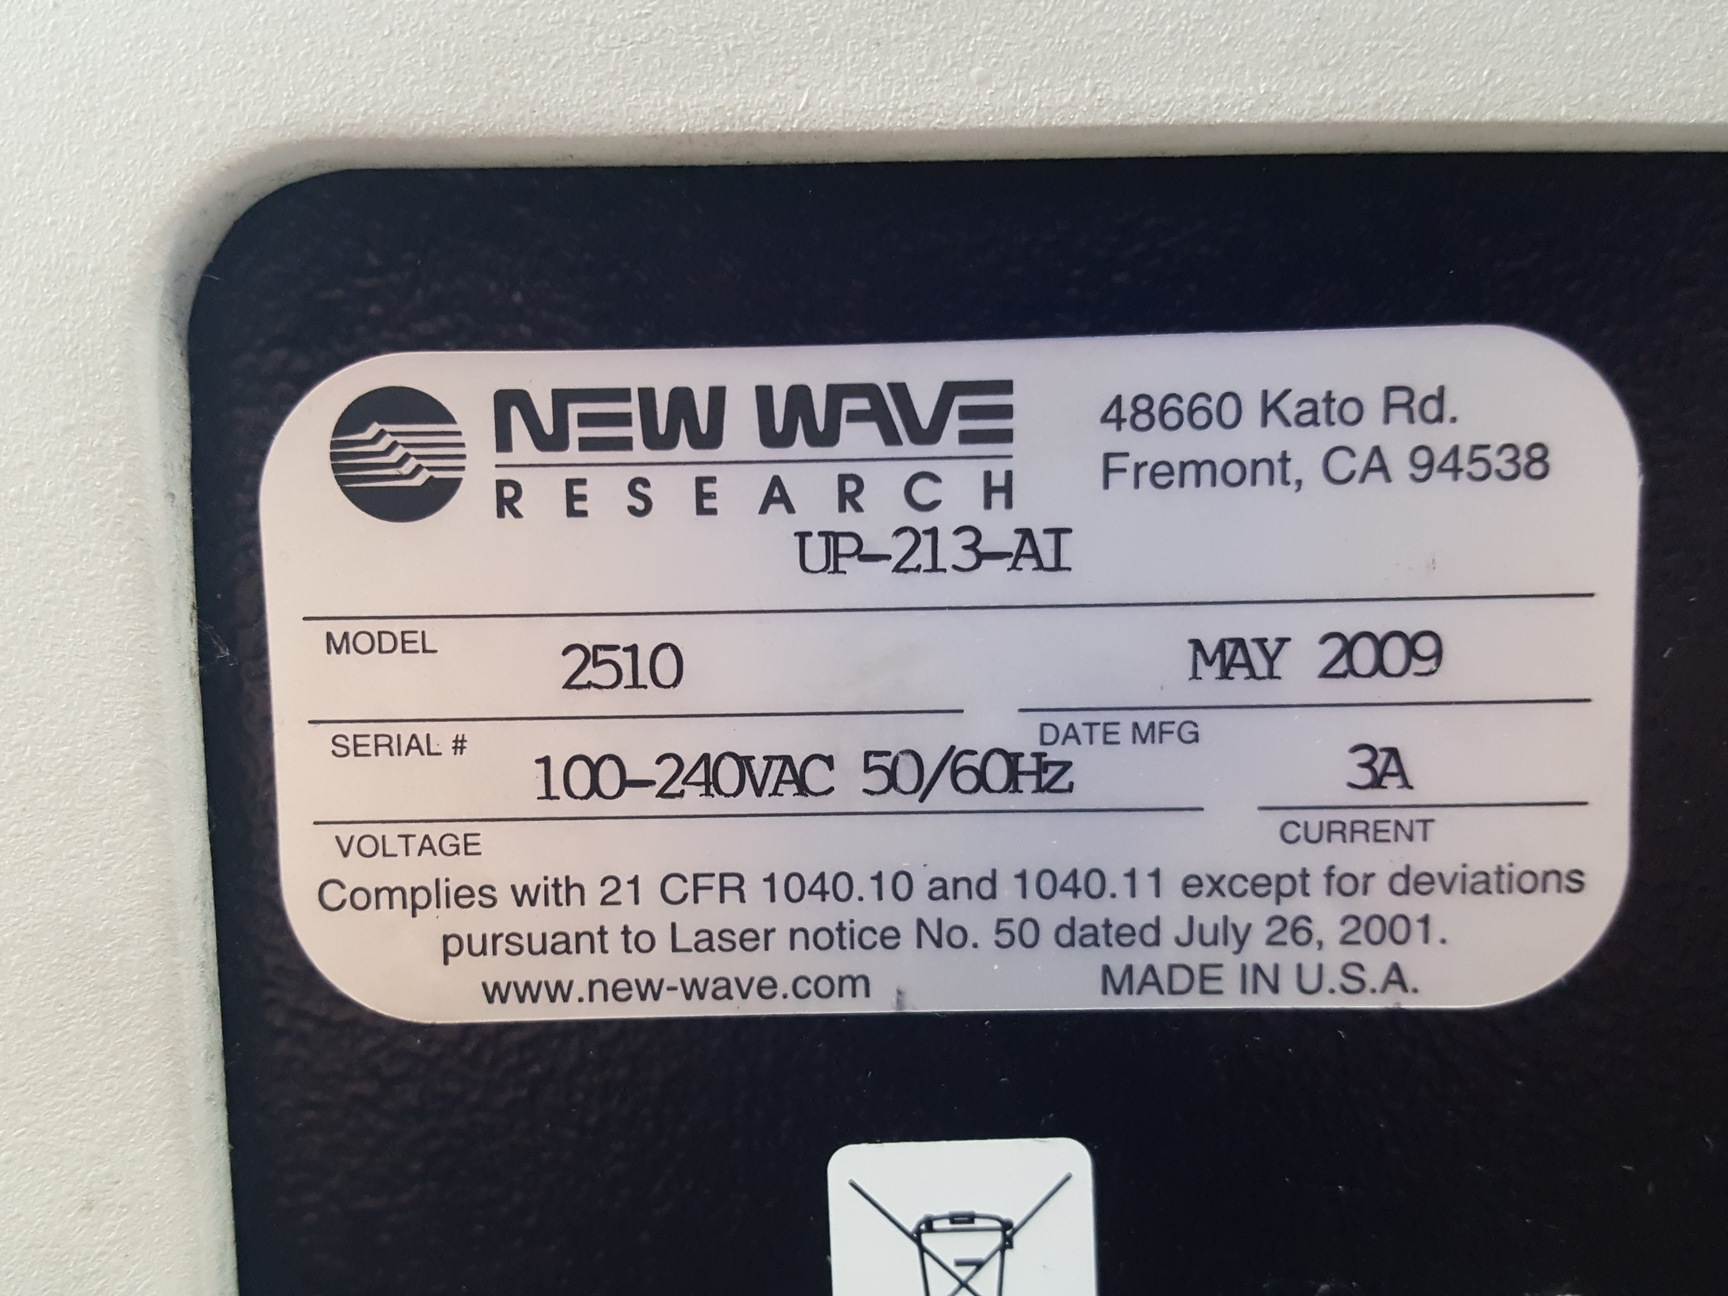 NEW WAVE
RESEARCH
48660 Kato Rd.
Fremont, CA 94538
UP-213-AI
MODEL
2510
MAY 2009
SERIAL #
DATE MFG
100-240VAC 50/60Hz
3A
VOLTAGE
CURRENT
Complies with 21 CFR 1040.10 and 1040.11 except for deviations
pursuant to Laser notice No. 50 dated July 26, 2001.
www.new-wave.com
MADE IN U.S.A.